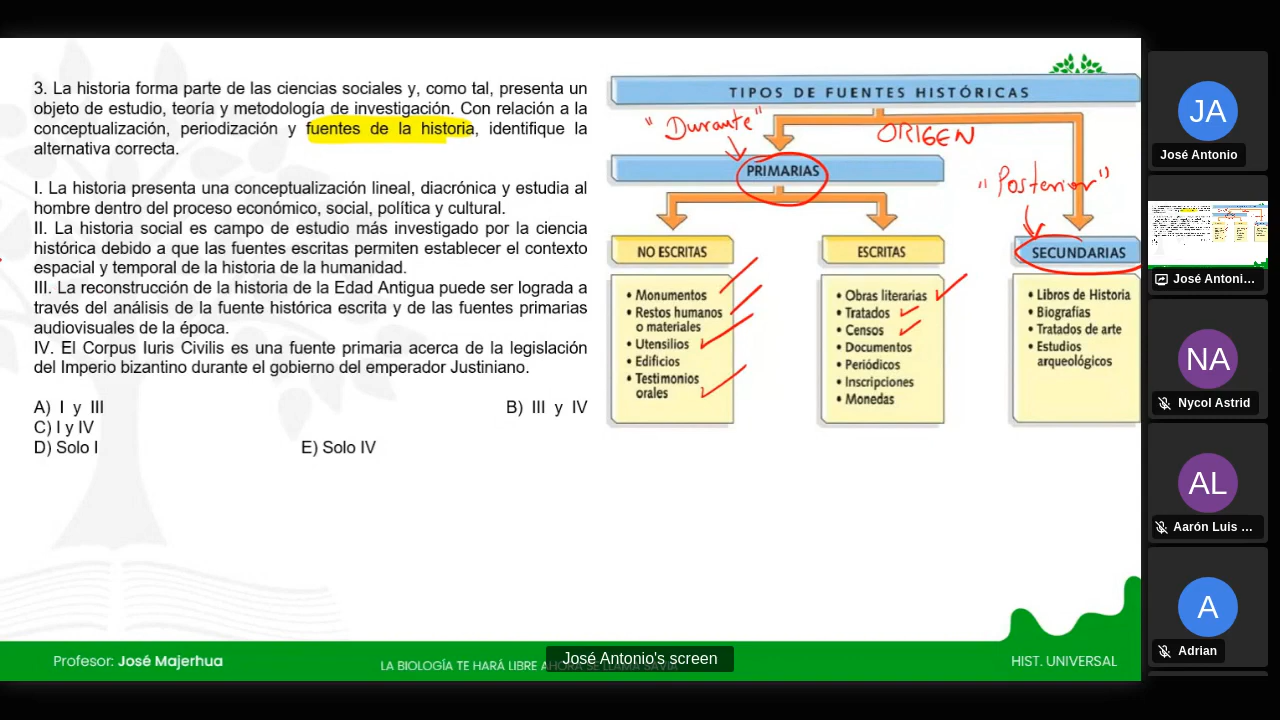 3. La historia forma parte de las ciencias sociales y, como tal, presenta un
objeto de estudio, teoría y metodología de investigación. Con relación a la
conceptualización, periodización y fuentes de la historia, identifique la
alternativa correcta.
I. La historia presenta una conceptualización lineal, diacrónica y estudia al
hombre dentro del proceso económico, social, política y cultural.
II. La historia social es campo de estudio más investigado por la ciencia
histórica debido a que las fuentes escritas permiten establecer el contexto
espacial y temporal de la historia de la humanidad.
III. La reconstrucción de la historia de la Edad Antigua puede ser lograda a
través del análisis de la fuente histórica escrita y de las fuentes primarias
audiovisuales de la época.
IV. El Corpus Iuris Civilis es una fuente primaria acerca de la legislación
del Imperio bizantino durante el gobierno del emperador Justiniano.
A) I y III B) III y IV
C) I y IV
D) Solo I E) Solo IV
TIPOS DE FUENTES HISTÓRICAS
"Durante"
ORIGEN
PRIMARIAS
"Posterior"
NO ESCRITAS
ESCRITAS
SECUNDARIAS
• Monumentos
• Restos humanos
o materiales
• Utensilios
• Edificios
• Testimonios
orales
• Obras literarias
• Tratados
• Censos
• Documentos
• Periódicos
• Inscripciones
• Monedas
• Libros de Historia
• Biografías
• Tratados de arte
• Estudios
arqueológicos
Profesor: José Majerhua
LA BIOLOGÍA TE HARÁ LIBRE AHORA SE LLAMA SAVIA
José Antonio's screen
HIST. UNIVERSAL
JA
José Antonio
José Antoni...
NA
Nycol Astrid
AL
Aarón Luis ...
A
Adrian